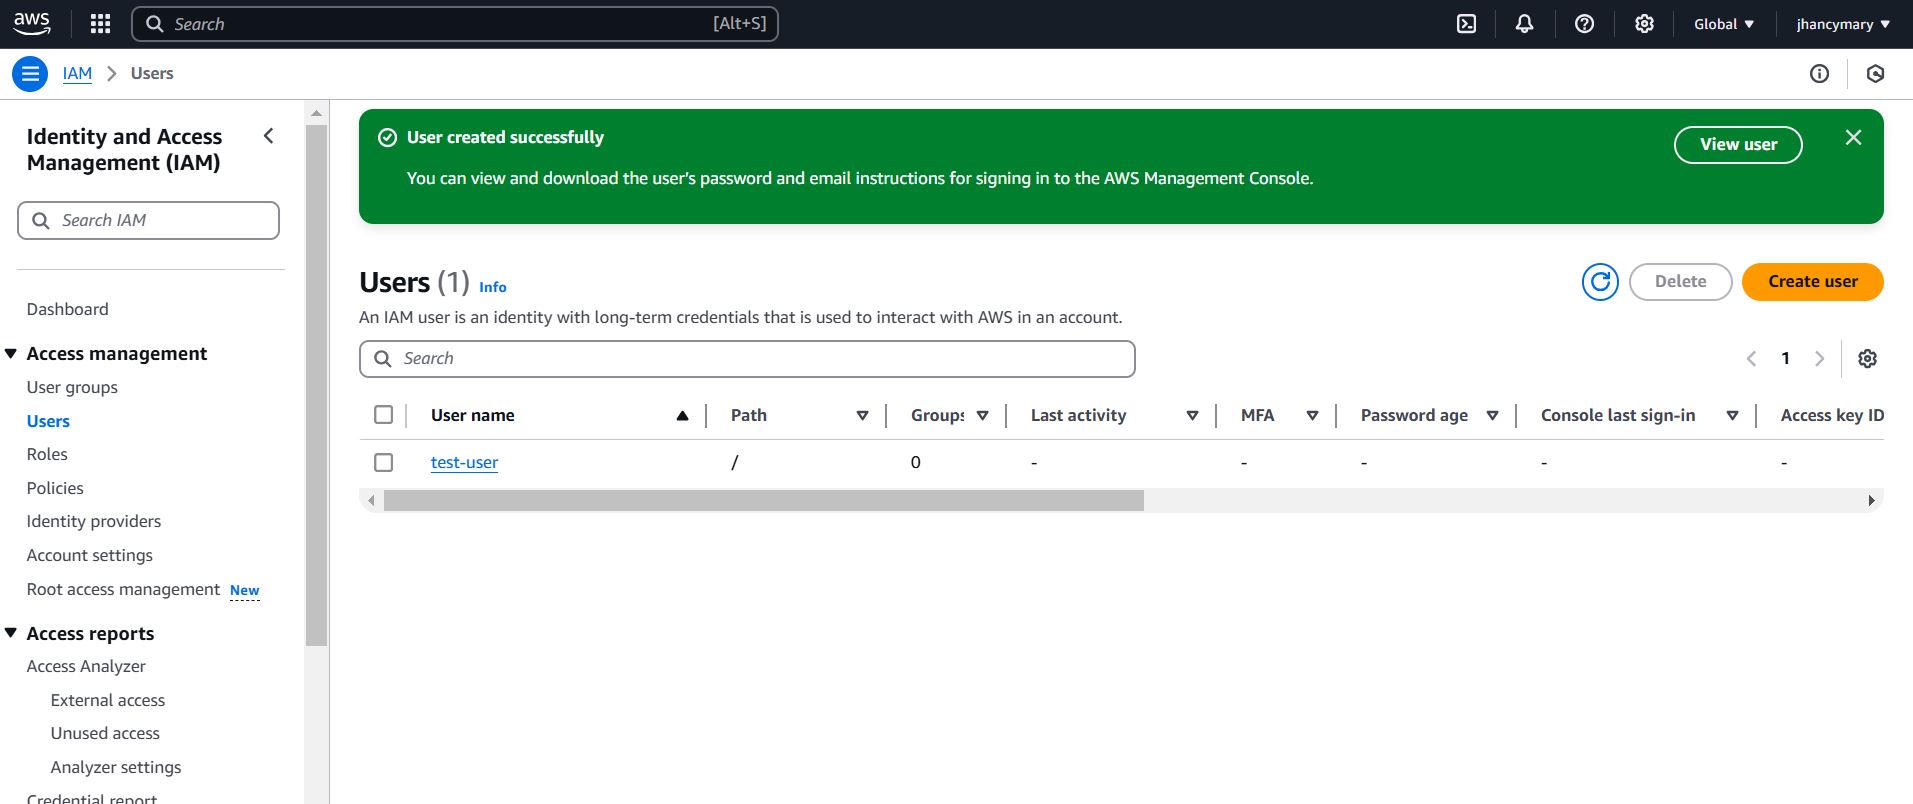 aws
Search
[Alt+S]
Global
jhancymary
IAM
Users
Identity and Access
Management (IAM)
Search IAM
Dashboard
Access management
User groups
Users
Roles
Policies
Identity providers
Account settings
Root access management New
Access reports
Access Analyzer
External access
Unused access
Analyzer settings
Credential report
User created successfully
You can view and download the user's password and email instructions for signing in to the AWS Management Console.
View user
Users (1) Info
Delete
Create user
An IAM user is an identity with long-term credentials that is used to interact with AWS in an account.
Search
1
User name Path Groups Last activity MFA Password age Console last sign-in Access key ID
test-user / 0 - - - - -